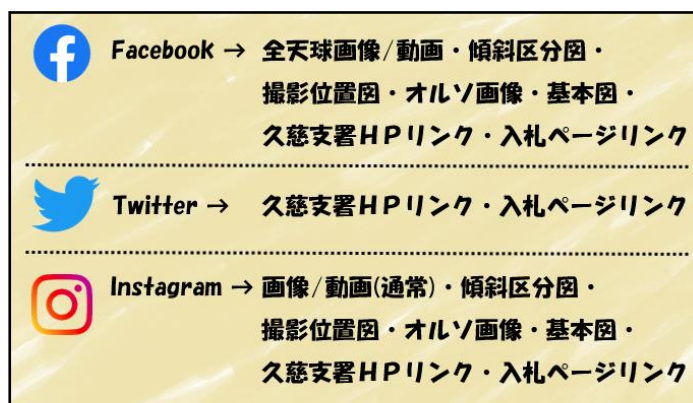 Facebook → 全天球画像/動画・傾斜区分図・
撮影位置図・オルソ画像・基本図・
久慈支署HPリンク・入札ページリンク
Twitter → 久慈支署HPリンク・入札ページリンク
Instagram → 画像/動画(通常)・傾斜区分図・
撮影位置図・オルソ画像・基本図・
久慈支署HPリンク・入札ページリンク